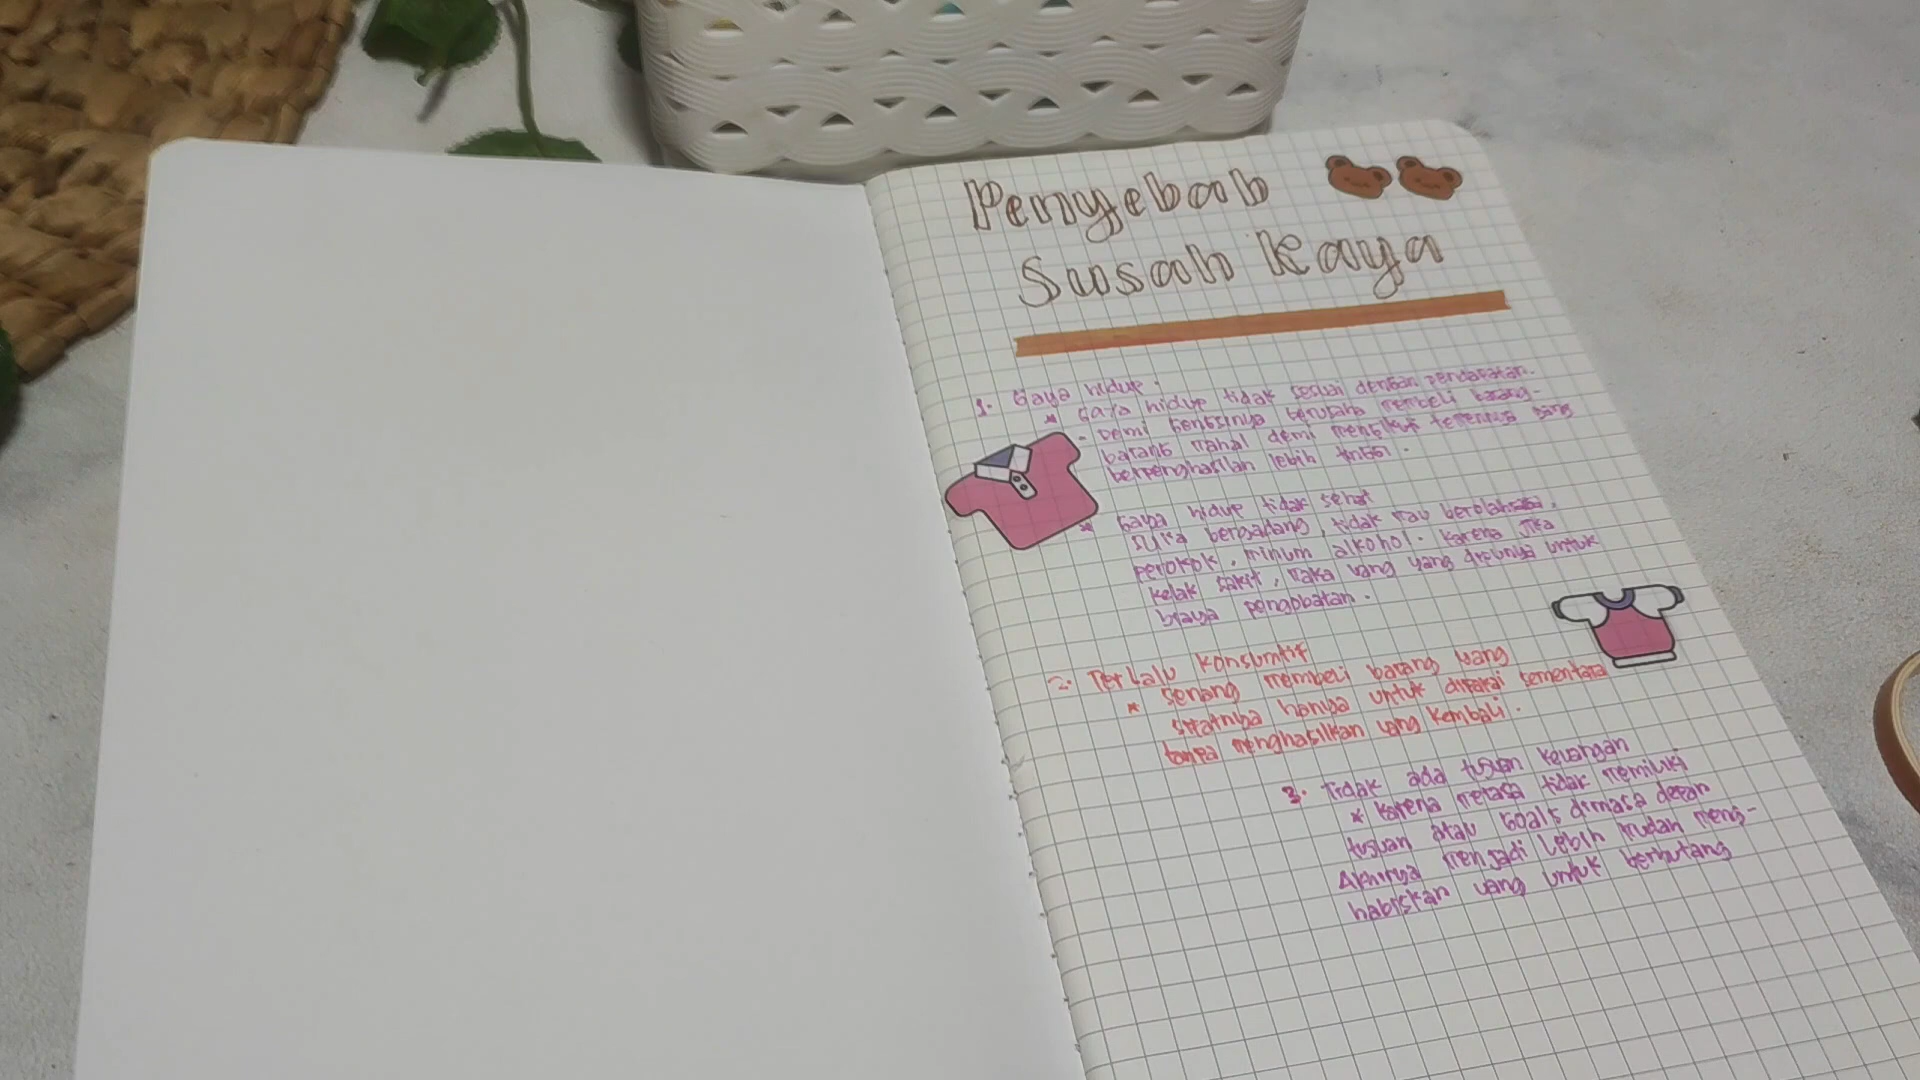 Penyebab
Susah Kaya
1. Gaya hidup.
* Gaya hidup tidak sesuai dengan pendapatan.
- Demi gengsinya berusaha membeli barang-
barang mahal demi mengikuti temennya yang
berpenghasilan lebih tinggi.
* Gaya hidup tidak sehat
suka bergadang, tidak mau berolahraga,
perokok, minum alkohol. Karena jika
kelak sakit, maka uang yang dipunya untuk
biaya pengobatan.
2. Terlalu Konsumtif
* senang membeli barang yang
sifatnya hanya untuk dipakai sementara
tanpa menghasilkan uang kembali.
3. Tidak ada tujuan keuangan
* Karena merasa tidak memiliki
tujuan atau goals dimasa depan
Akhirnya menjadi lebih mudah meng-
habiskan uang untuk berhutang